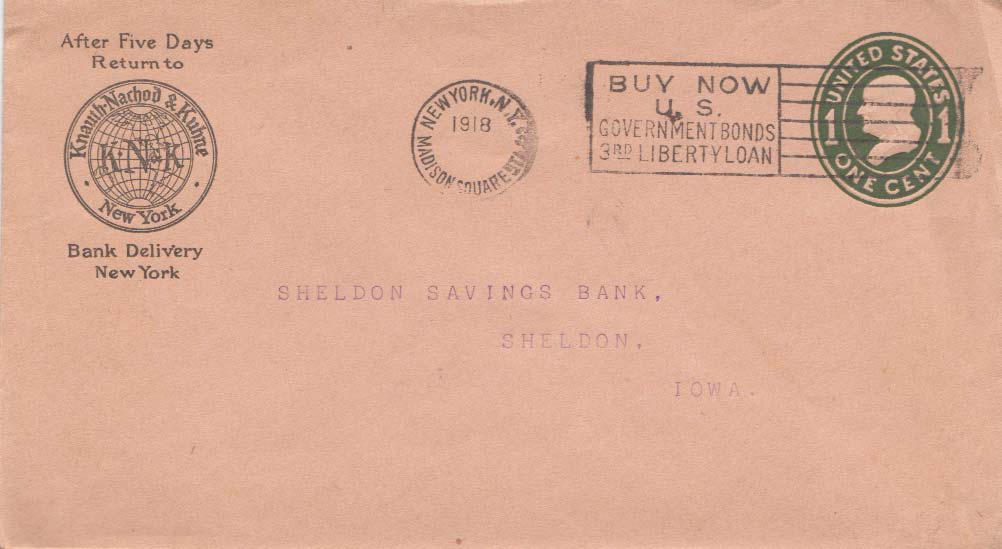 After Five Days
Return to
Knauth·Nachod & Kuhne
K·N&K
New York
Bank Delivery
New York
NEW YORK, N.Y.
1918
MADISON SQUARE STA.
BUY NOW
U. S.
GOVERNMENT BONDS
3RD LIBERTY LOAN
UNITED STATES
1 1
ONE CENT
SHELDON SAVINGS BANK,
SHELDON,
IOWA.